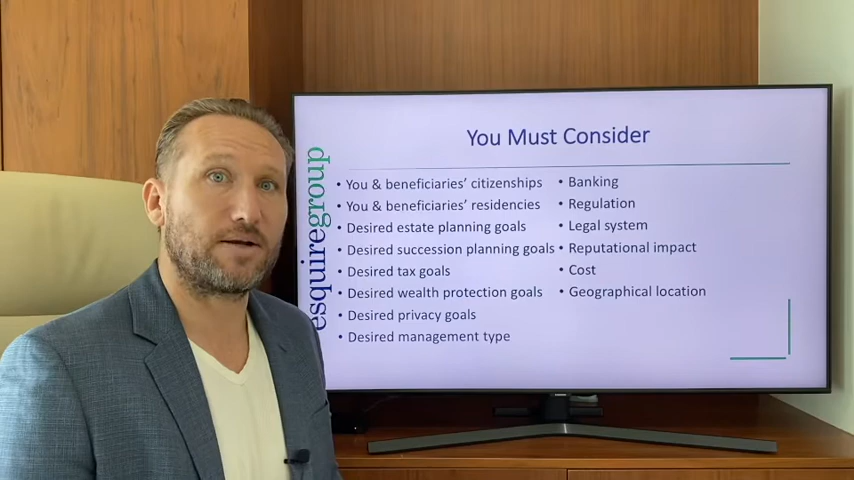 You Must Consider
esquiregroup
• You & beneficiaries' citizenships
• You & beneficiaries' residencies
• Desired estate planning goals
• Desired succession planning goals
• Desired tax goals
• Desired wealth protection goals
• Desired privacy goals
• Desired management type
• Banking
• Regulation
• Legal system
• Reputational impact
• Cost
• Geographical location